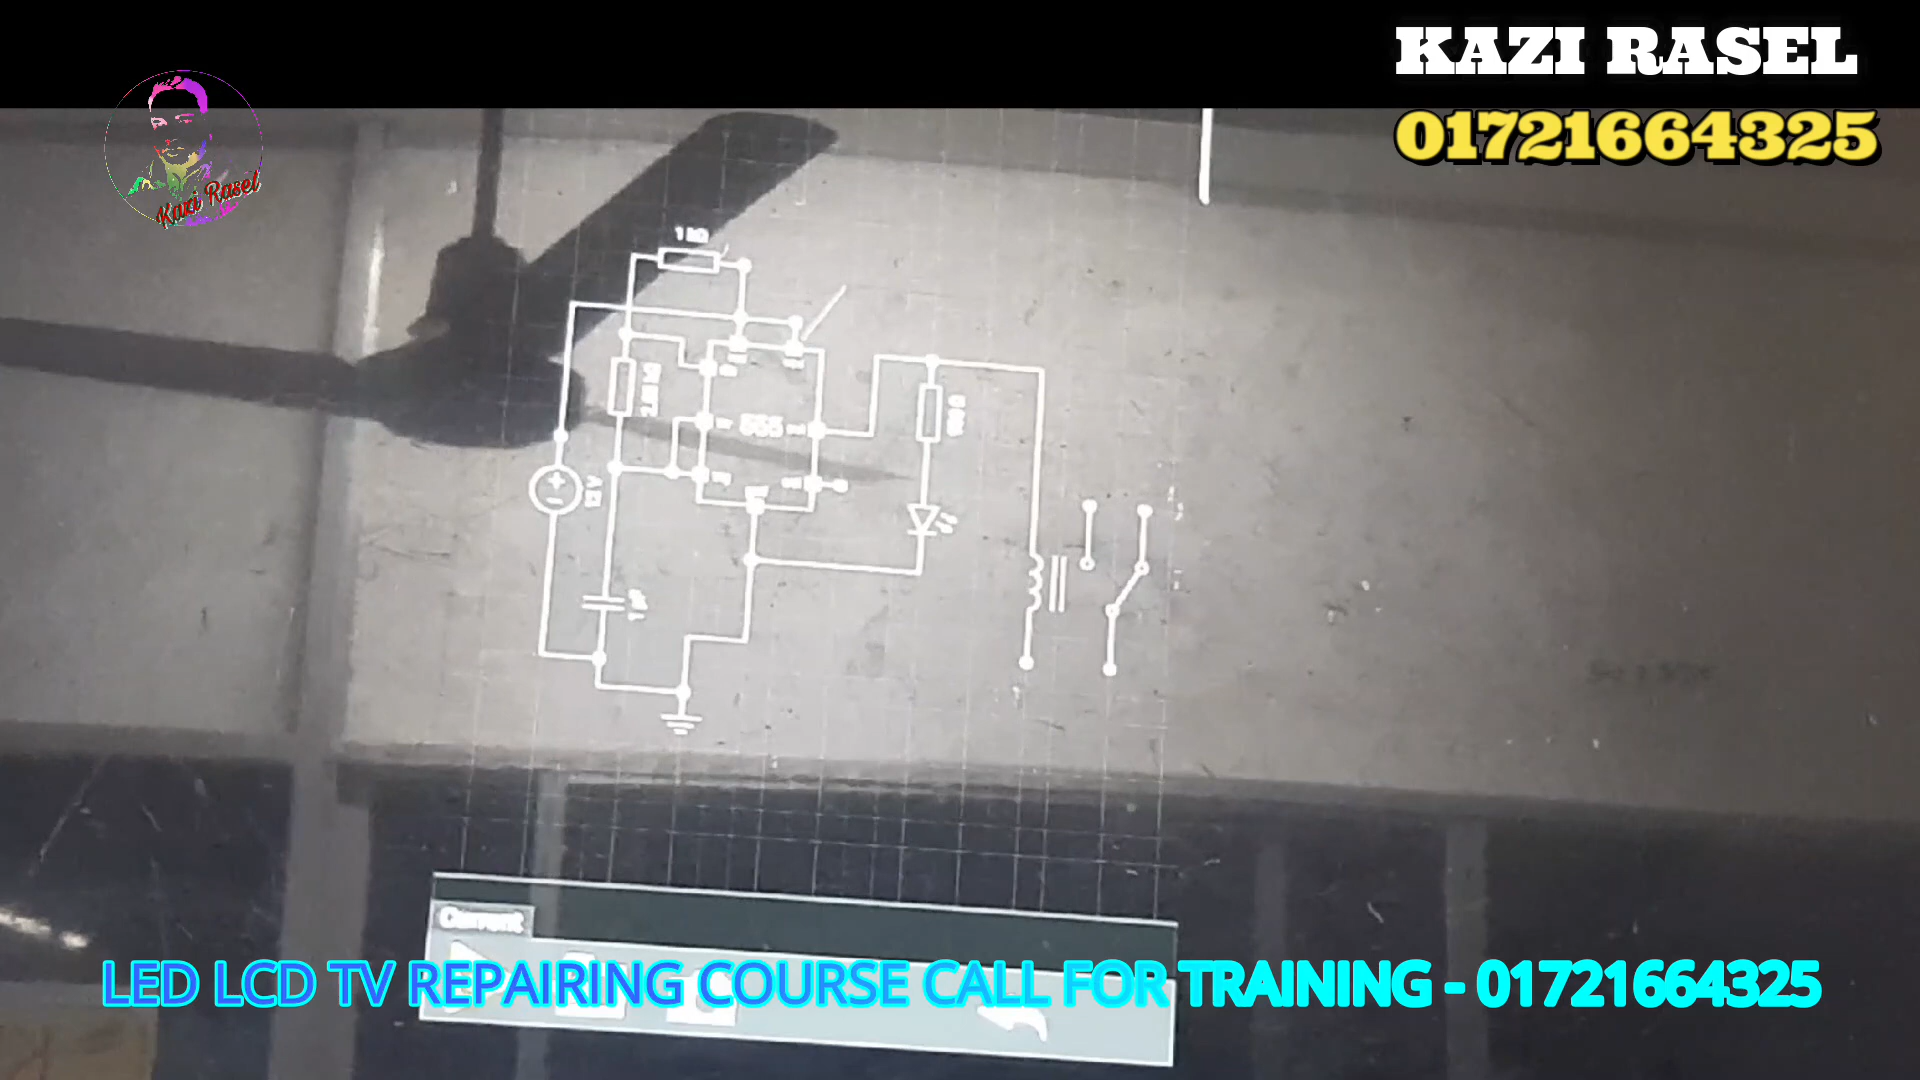 KAZI RASEL
01721664325
Kazi Rasel
1 kΩ
555
12 V
Current
LED LCD TV REPAIRING COURSE CALL FOR TRAINING - 01721664325